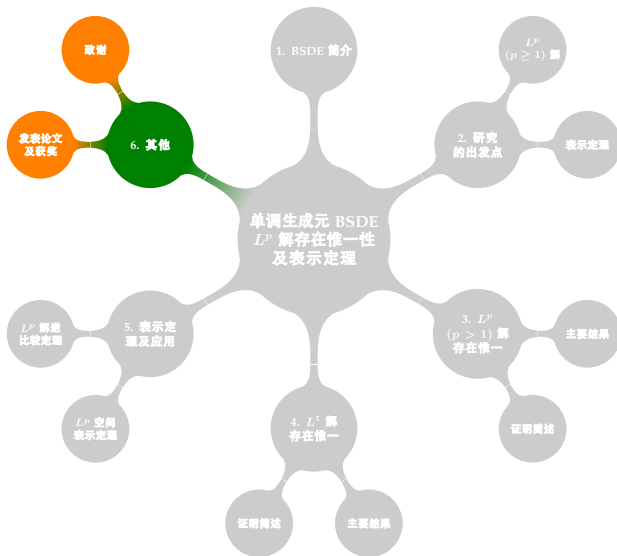 单调生成元 BSDE
L^p 解存在惟一性
及表示定理
1. BSDE 简介
2. 研究
的出发点
L^p
(p ≥ 1) 解
表示定理
3. L^p
(p > 1) 解
存在惟一
主要结果
证明简述
4. L^1 解
存在惟一
主要结果
证明简述
5. 表示定
理及应用
L^p 空间
表示定理
L^p 解逆
比较定理
6. 其他
发表论文
及获奖
致谢